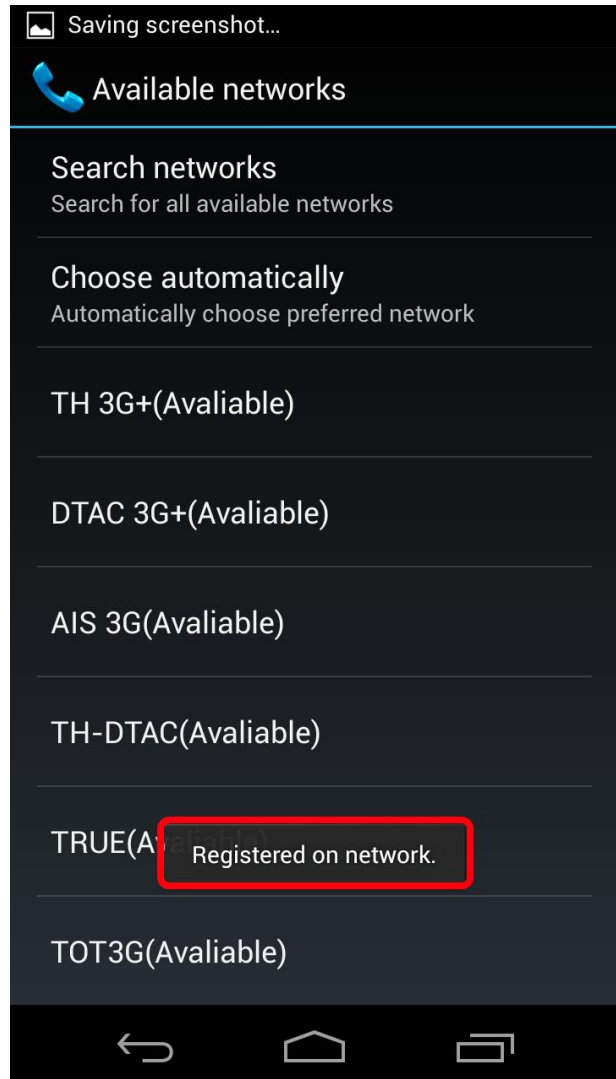 Saving screenshot...
Available networks
Search networks
Search for all available networks
Choose automatically
Automatically choose preferred network
TH 3G+(Avaliable)
DTAC 3G+(Avaliable)
AIS 3G(Avaliable)
TH-DTAC(Avaliable)
TRUE(Avaliable)
Registered on network.
TOT3G(Avaliable)